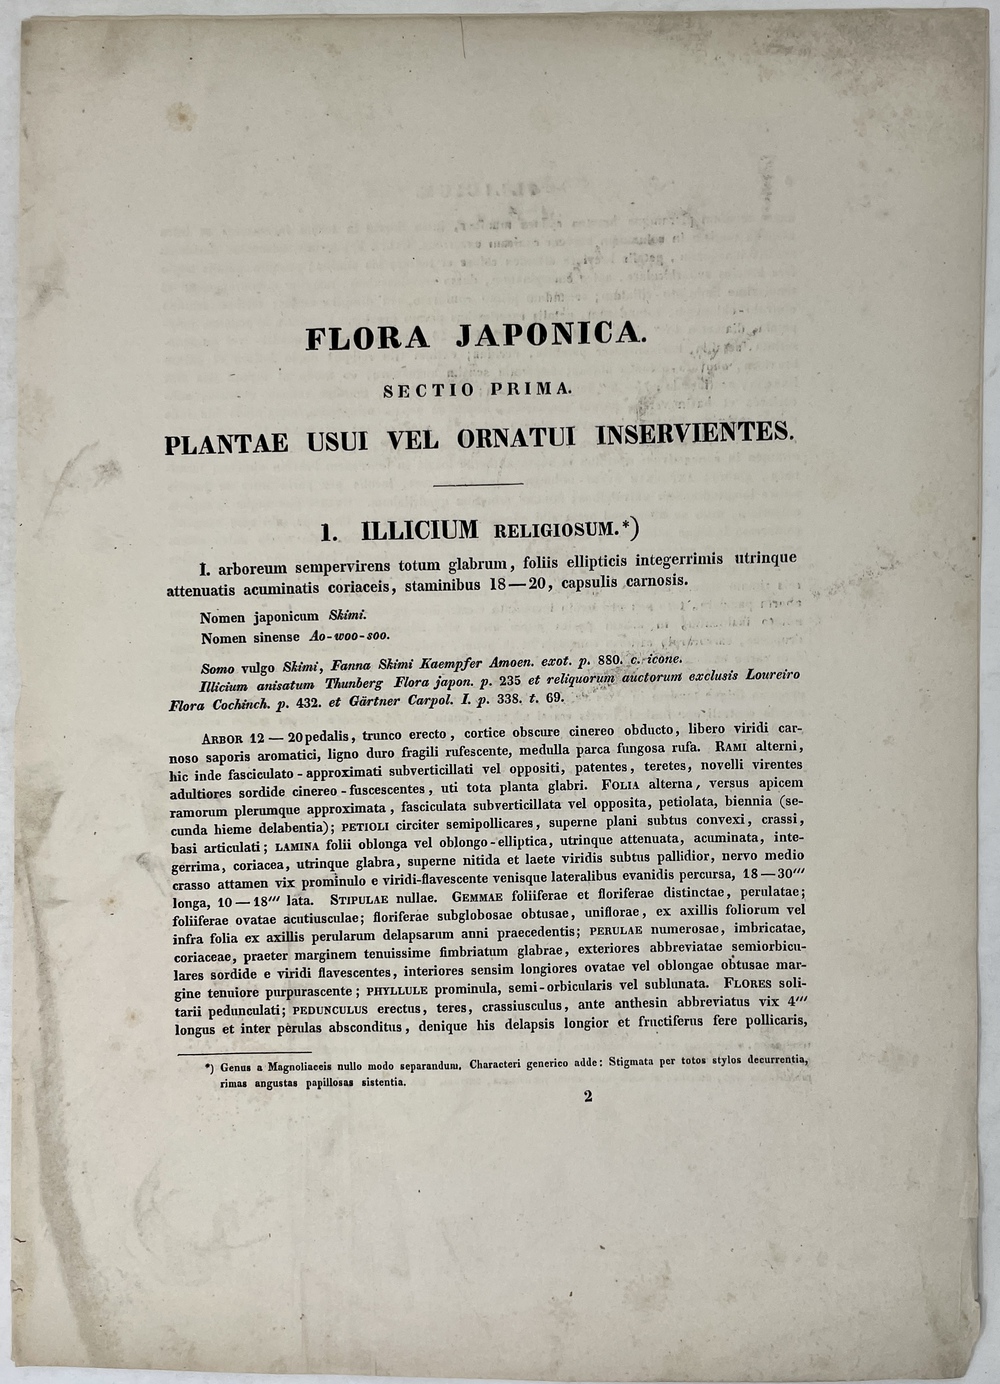 FLORA JAPONICA.
SECTIO PRIMA.
PLANTAE USUI VEL ORNATUI INSERVIENTES.
1. ILLICIUM RELIGIOSUM.*)
I. arboreum sempervirens totum glabrum, foliis ellipticis integerrimis utrinque
attenuatis acuminatis coriaceis, staminibus 18—20, capsulis carnosis.
Nomen japonicum Skimi.
Nomen sinense Ao-woo-soo.
Somo vulgo Skimi, Fanna Skimi Kaempfer Amoen. exot. p. 880. c. icone.
Illicium anisatum Thunberg Flora japon. p. 235 et reliquorum auctorum exclusis Loureiro
Flora Cochinch. p. 432. et Gärtner Carpol. I. p. 338. t. 69.
ARBOR 12—20pedalis, trunco erecto, cortice obscure cinereo obducto, libero viridi car-
noso saporis aromatici, ligno duro fragili rufescente, medulla parca fungosa rufa. RAMI alterni,
hic inde fasciculato-approximati subverticillati vel oppositi, patentes, teretes, novelli virentes
adultiores sordide cinereo-fuscescentes, uti tota planta glabri. FOLIA alterna, versus apicem
ramorum plerumque approximata, fasciculata subverticillata vel opposita, petiolata, biennia (se-
cunda hieme delabentia); PETIOLI circiter semipollicares, superne plani subtus convexi, crassi,
basi articulati; LAMINA folii oblonga vel oblongo-elliptica, utrinque attenuata, acuminata, inte-
gerrima, coriacea, utrinque glabra, superne nitida et laete viridis subtus pallidior, nervo medio
crasso attamen vix prominulo e viridi-flavescente venisque lateralibus evanidis percursa, 18—30‴
longa, 10—18‴ lata. STIPULAE nullae. GEMMAE foliiferae et floriferae distinctae, perulatae;
foliiferae ovatae acutiusculae; floriferae subglobosae obtusae, uniflorae, ex axillis foliorum vel
infra folia ex axillis perularum delapsarum anni praecedentis; PERULAE numerosae, imbricatae,
coriaceae, praeter marginem tenuissime fimbriatum glabrae, exteriores abbreviatae semiorbicu-
lares sordide e viridi flavescentes, interiores sensim longiores ovatae vel oblongae obtusae mar-
gine tenuiore purpurascente; PHYLLULE prominula, semi-orbicularis vel sublunata. FLORES soli-
tarii pedunculati; PEDUNCULUS erectus, teres, crassiusculus, ante anthesin abbreviatus vix 4‴
longus et inter perulas absconditus, denique his delapsis longior et fructiferus fere pollicaris,
*) Genus a Magnoliaceis nullo modo separandum. Characteri generico adde: Stigmata per totos stylos decurrentia,
rimas angustas papillosas sistentia.
2